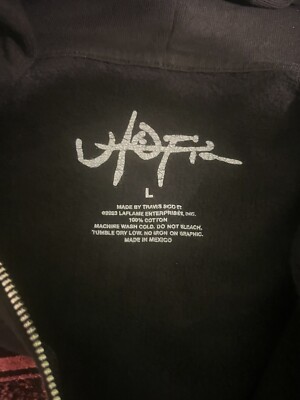 UTOPIA
L
MADE BY TRAVIS SCOTT
©2023 LAFLAME ENTERPRISES, INC.
100% COTTON
MACHINE WASH COLD. DO NOT BLEACH.
TUMBLE DRY LOW. NO IRON ON GRAPHIC.
MADE IN MEXICO